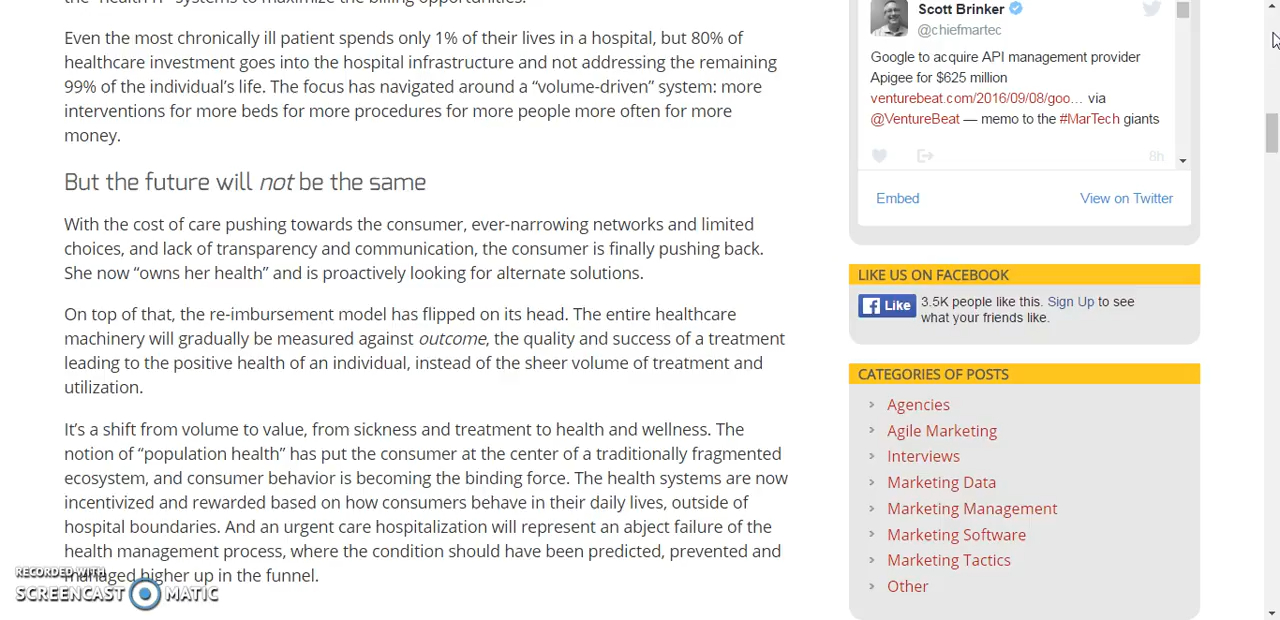 the "health IT" systems to maximize the billing opportunities.
Even the most chronically ill patient spends only 1% of their lives in a hospital, but 80% of
healthcare investment goes into the hospital infrastructure and not addressing the remaining
99% of the individual's life. The focus has navigated around a “volume-driven” system: more
interventions for more beds for more procedures for more people more often for more
money.
But the future will not be the same
With the cost of care pushing towards the consumer, ever-narrowing networks and limited
choices, and lack of transparency and communication, the consumer is finally pushing back.
She now “owns her health” and is proactively looking for alternate solutions.
On top of that, the re-imbursement model has flipped on its head. The entire healthcare
machinery will gradually be measured against outcome, the quality and success of a treatment
leading to the positive health of an individual, instead of the sheer volume of treatment and
utilization.
It’s a shift from volume to value, from sickness and treatment to health and wellness. The
notion of “population health” has put the consumer at the center of a traditionally fragmented
ecosystem, and consumer behavior is becoming the binding force. The health systems are now
incentivized and rewarded based on how consumers behave in their daily lives, outside of
hospital boundaries. And an urgent care hospitalization will represent an abject failure of the
health management process, where the condition should have been predicted, prevented and
managed higher up in the funnel.
RECORDED WITH
SCREENCAST MATIC
Scott Brinker
@chiefmartec
Google to acquire API management provider
Apigee for $625 million
venturebeat.com/2016/09/08/goo… via
@VentureBeat — memo to the #MarTech giants
8h
Embed
View on Twitter
LIKE US ON FACEBOOK
Like
3.5K people like this. Sign Up to see
what your friends like.
CATEGORIES OF POSTS
Agencies
Agile Marketing
Interviews
Marketing Data
Marketing Management
Marketing Software
Marketing Tactics
Other